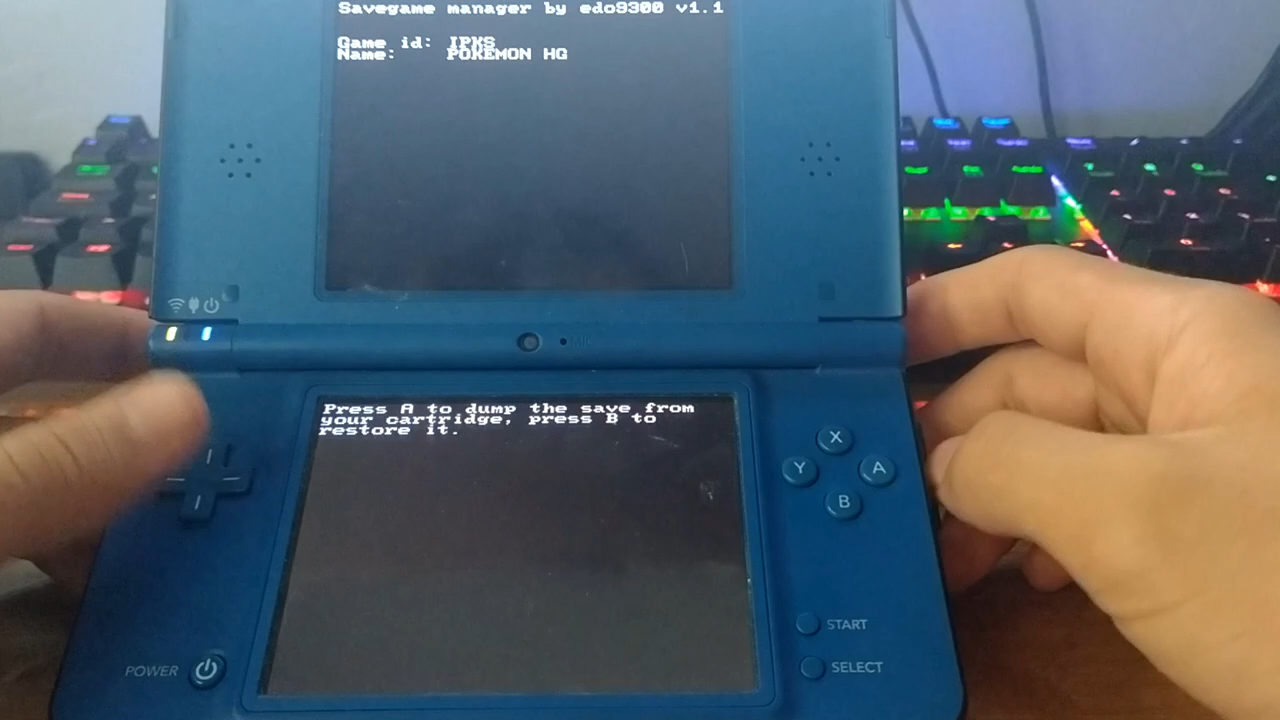 Savegame manager by edo9300 v1.1
Game id: IPKS
Name: POKEMON HG
Press A to dump the save from
your cartridge, press B to
restore it.
X
Y A
B
START
POWER
SELECT